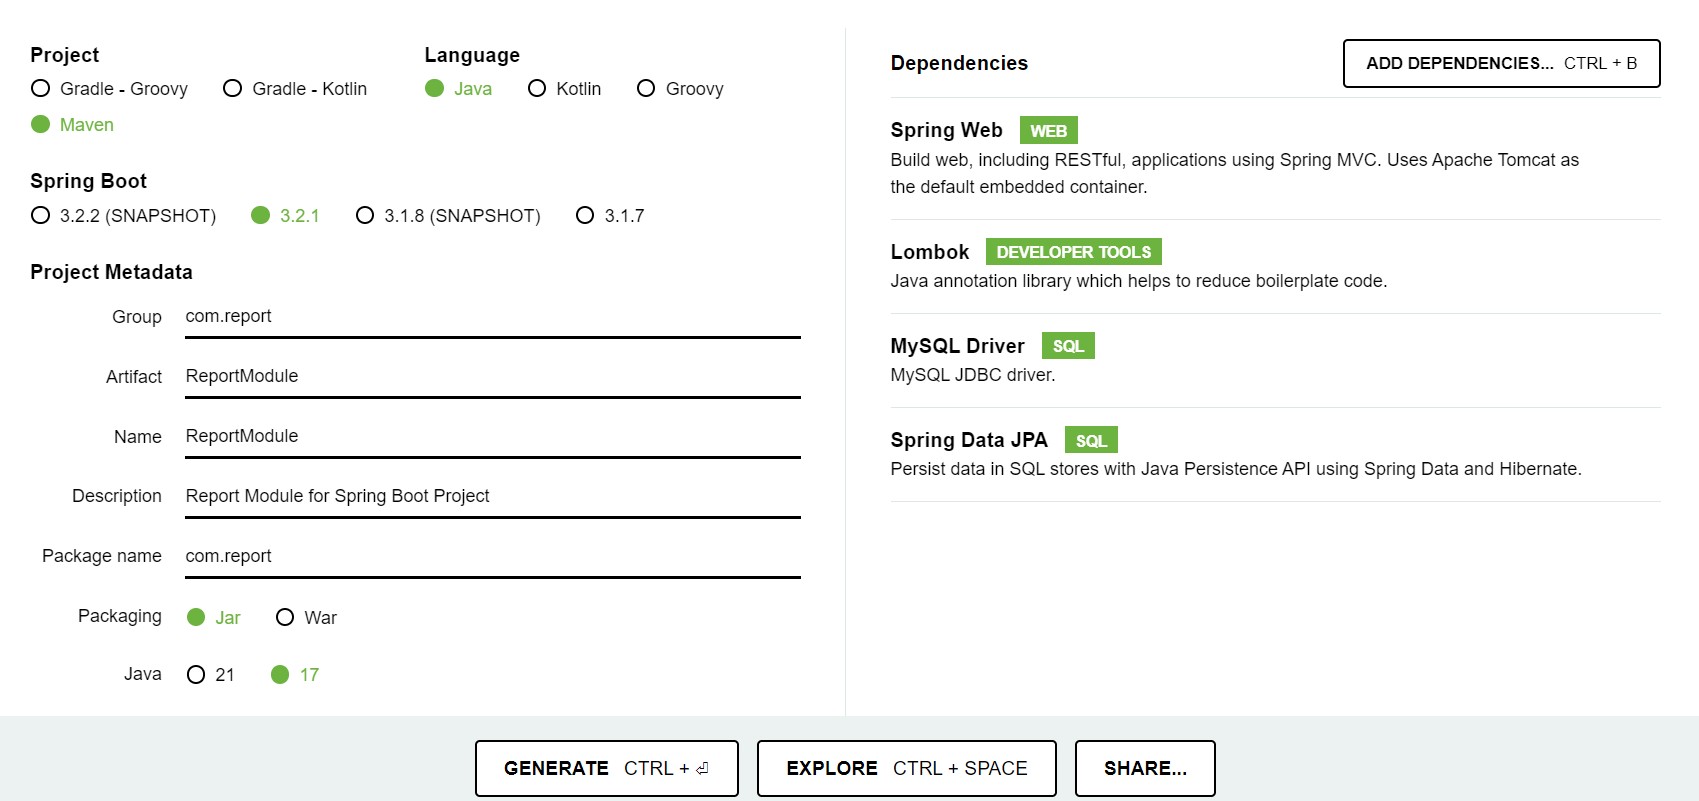 Project
Gradle - Groovy Gradle - Kotlin
Maven
Language
Java Kotlin Groovy
Spring Boot
3.2.2 (SNAPSHOT) 3.2.1 3.1.8 (SNAPSHOT) 3.1.7
Project Metadata
Group com.report
Artifact ReportModule
Name ReportModule
Description Report Module for Spring Boot Project
Package name com.report
Packaging Jar War
Java 21 17
Dependencies
ADD DEPENDENCIES... CTRL + B
Spring Web WEB
Build web, including RESTful, applications using Spring MVC. Uses Apache Tomcat as
the default embedded container.
Lombok DEVELOPER TOOLS
Java annotation library which helps to reduce boilerplate code.
MySQL Driver SQL
MySQL JDBC driver.
Spring Data JPA SQL
Persist data in SQL stores with Java Persistence API using Spring Data and Hibernate.
GENERATE CTRL + ⏎
EXPLORE CTRL + SPACE
SHARE...